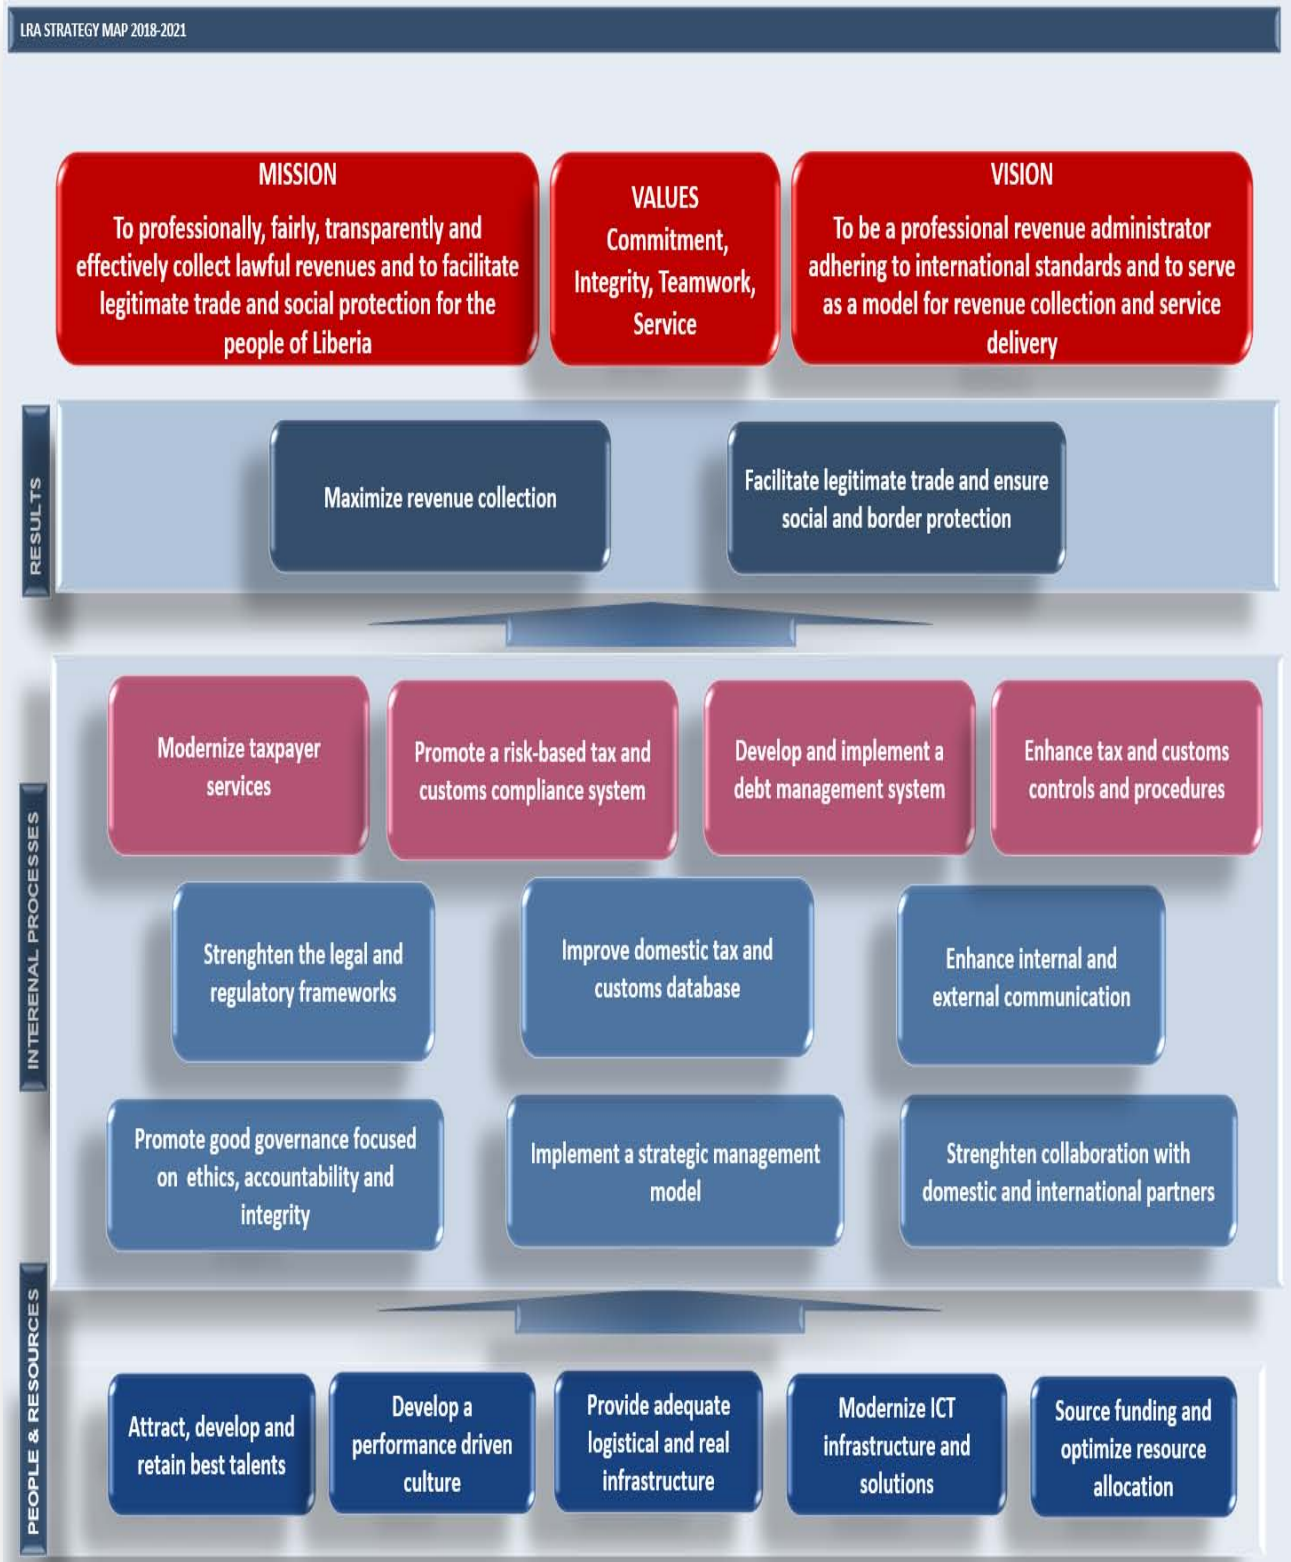 LRA STRATEGY MAP 2018-2021
MISSION
To professionally, fairly, transparently and
effectively collect lawful revenues and to facilitate
legitimate trade and social protection for the
people of Liberia
VALUES
Commitment,
Integrity, Teamwork,
Service
VISION
To be a professional revenue administrator
adhering to international standards and to serve
as a model for revenue collection and service
delivery
RESULTS
Maximize revenue collection
Facilitate legitimate trade and ensure
social and border protection
INTERENAL PROCESSES
Modernize taxpayer
services
Promote a risk-based tax and
customs compliance system
Develop and implement a
debt management system
Enhance tax and customs
controls and procedures
Strenghten the legal and
regulatory frameworks
Improve domestic tax and
customs database
Enhance internal and
external communication
Promote good governance focused
on ethics, accountability and
integrity
Implement a strategic management
model
Strenghten collaboration with
domestic and international partners
PEOPLE & RESOURCES
Attract, develop and
retain best talents
Develop a
performance driven
culture
Provide adequate
logistical and real
infrastructure
Modernize ICT
infrastructure and
solutions
Source funding and
optimize resource
allocation